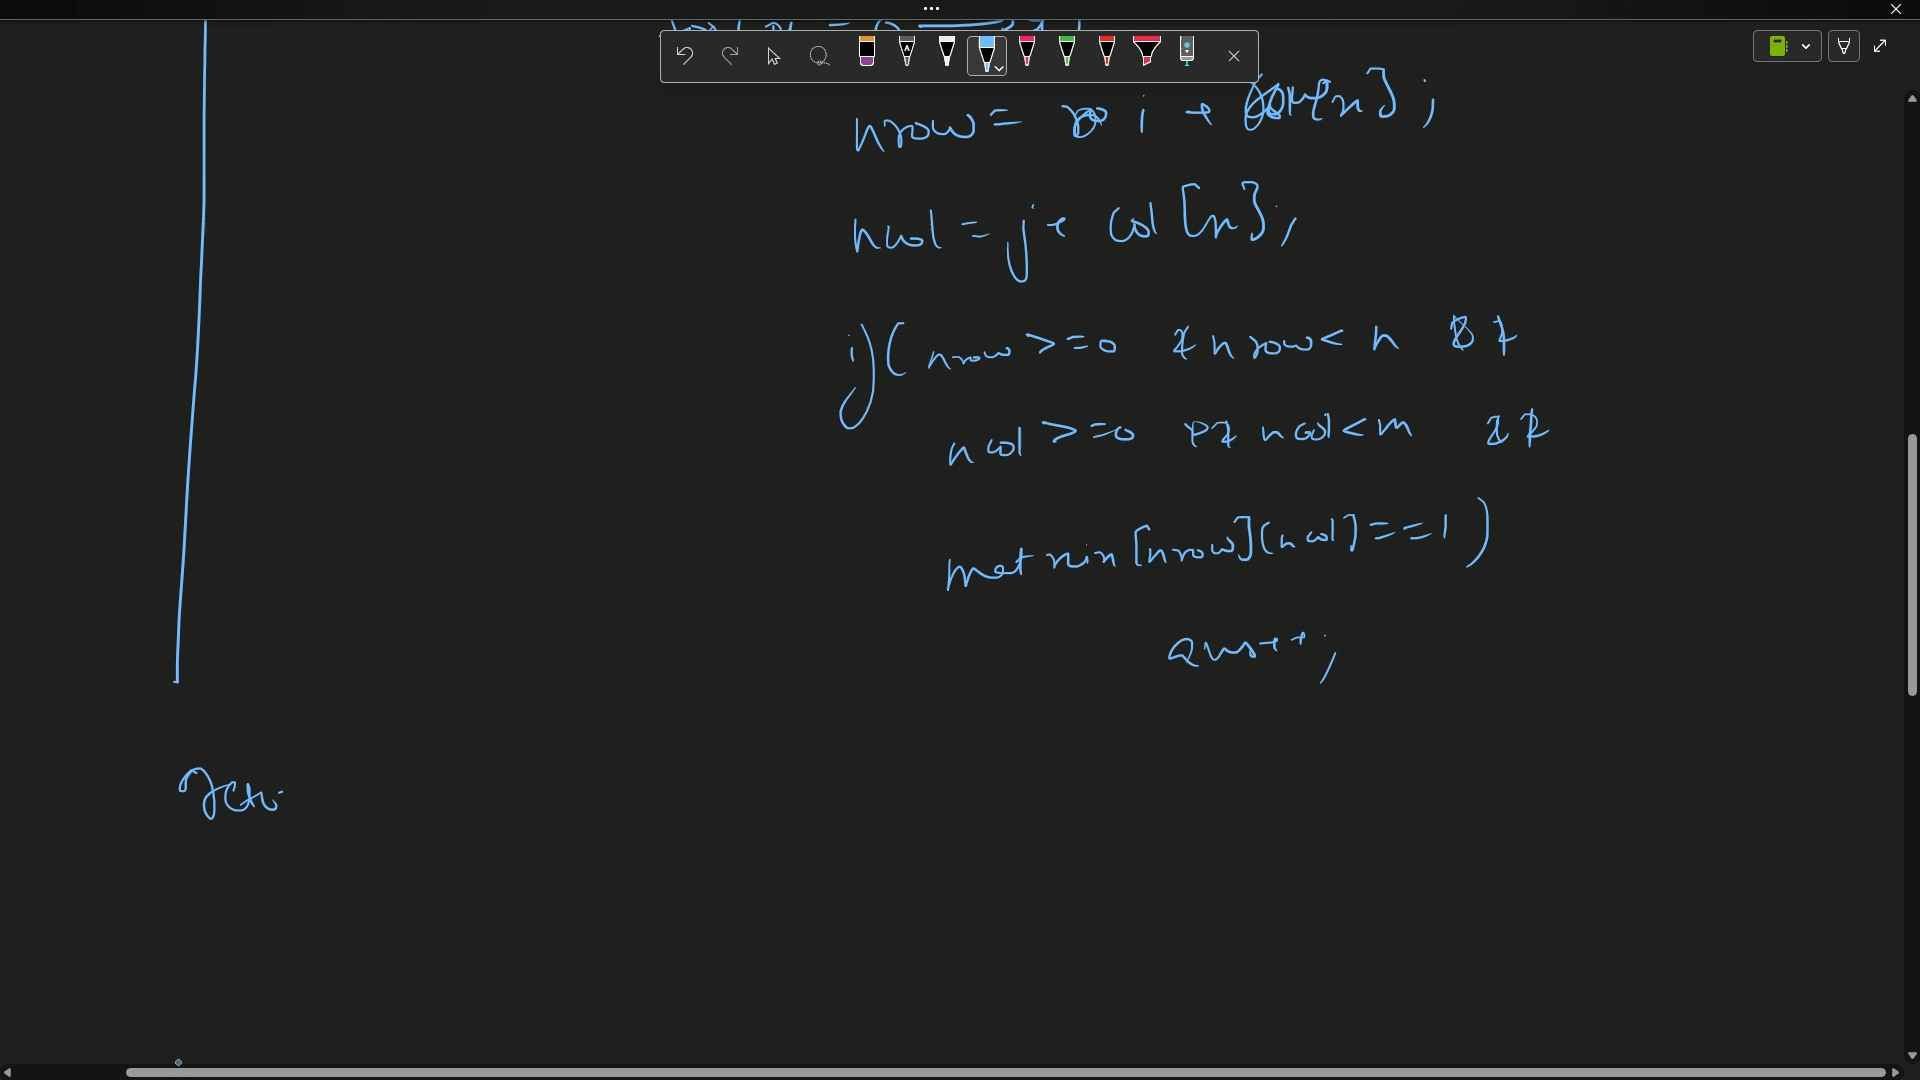 nrow = i + row[x];
ncol = j + col[x];
if(nrow >=0 && nrow < n &&
ncol >=0 && ncol < m &&
matrix[nrow][ncol]==1)
ans++;